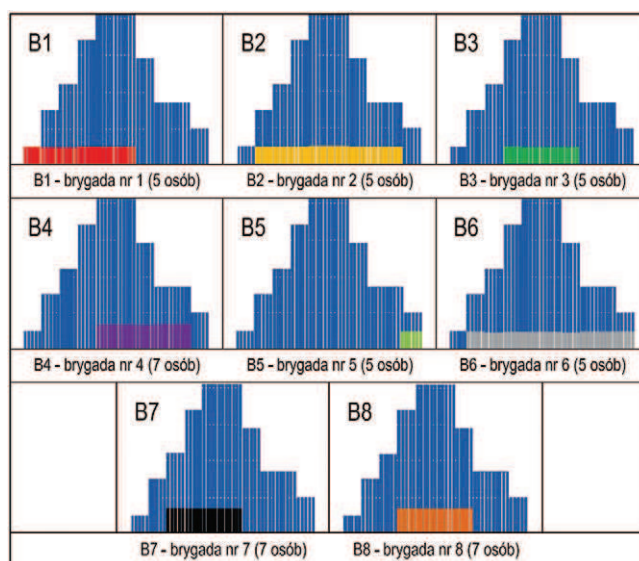 B1 B2 B3
B1 - brygada nr 1 (5 osób) B2 - brygada nr 2 (5 osób) B3 - brygada nr 3 (5 osób)
B4 B5 B6
B4 - brygada nr 4 (7 osób) B5 - brygada nr 5 (5 osób) B6 - brygada nr 6 (5 osób)
B7 B8
B7 - brygada nr 7 (7 osób) B8 - brygada nr 8 (7 osób)